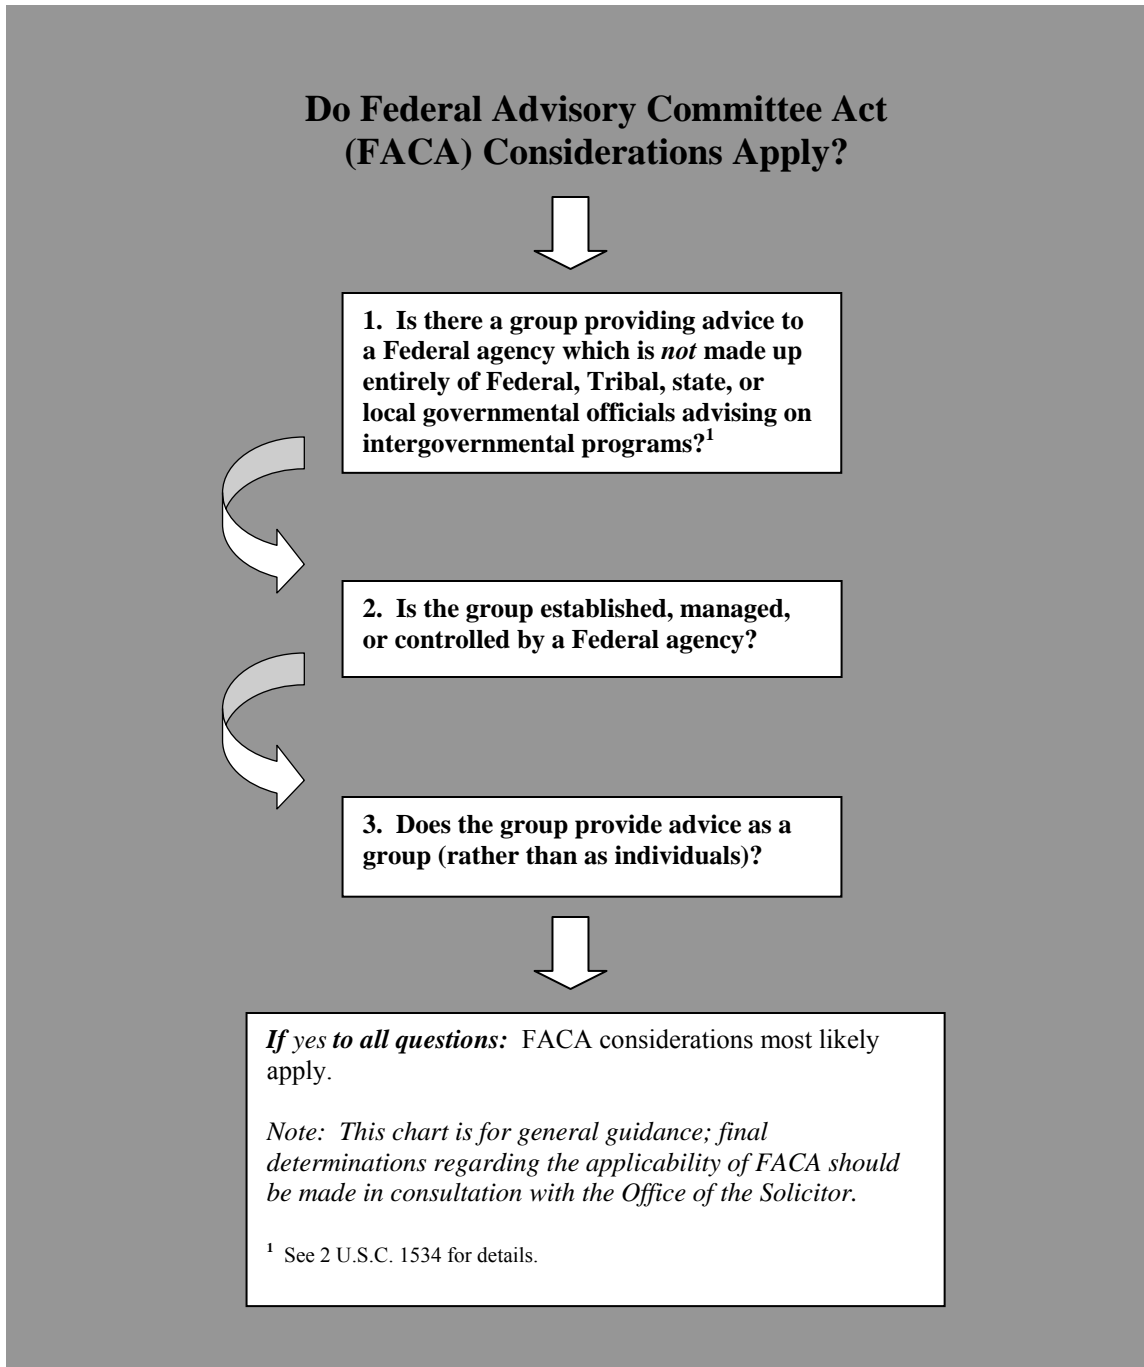 Do Federal Advisory Committee Act
(FACA) Considerations Apply?
1. Is there a group providing advice to
a Federal agency which is not made up
entirely of Federal, Tribal, state, or
local governmental officials advising on
intergovernmental programs?1
2. Is the group established, managed,
or controlled by a Federal agency?
3. Does the group provide advice as a
group (rather than as individuals)?
If yes to all questions: FACA considerations most likely
apply.
Note: This chart is for general guidance; final
determinations regarding the applicability of FACA should
be made in consultation with the Office of the Solicitor.
1 See 2 U.S.C. 1534 for details.